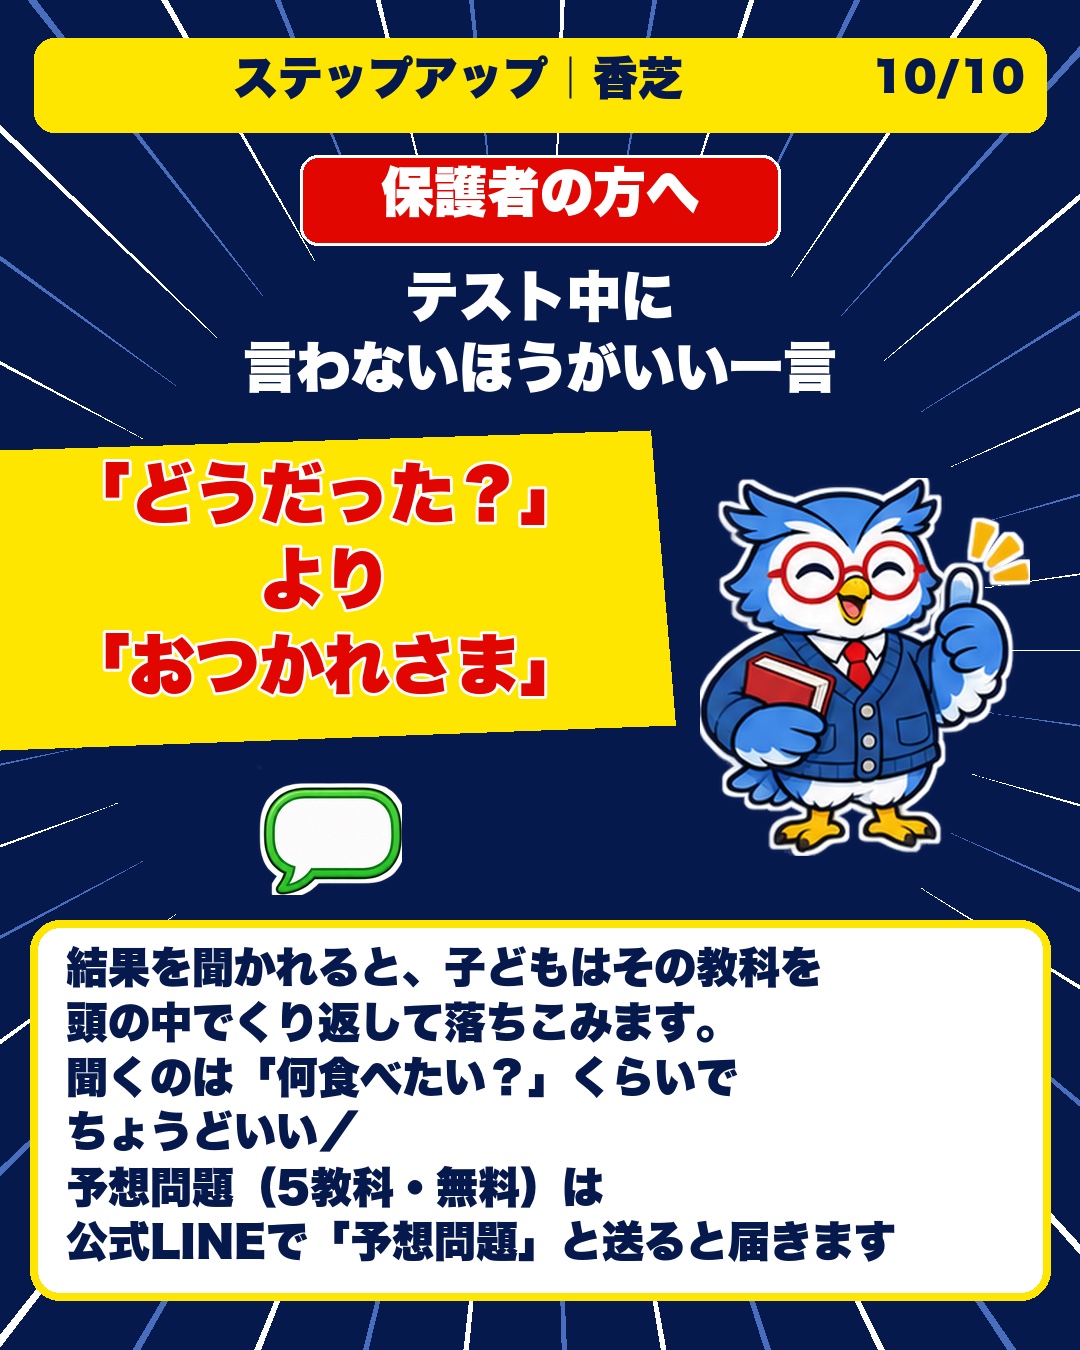 ステップアップ｜香芝
10/10
保護者の方へ
テスト中に
言わないほうがいい一言
「どうだった？」
より
「おつかれさま」
結果を聞かれると、子どもはその教科を
頭の中でくり返して落ちこみます。
聞くのは「何食べたい？」くらいで
ちょうどいい／
予想問題（5教科・無料）は
公式LINEで「予想問題」と送ると届きます